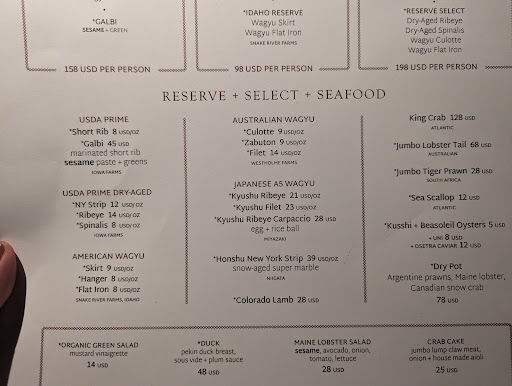 *GALBI
SESAME + GREEN
158 USD PER PERSON
*IDAHO RESERVE
Wagyu Skirt
Wagyu Flat Iron
SNAKE RIVER FARMS
98 USD PER PERSON
*RESERVE SELECT
Dry-Aged Ribeye
Dry-Aged Spinalis
Wagyu Culotte
Wagyu Flat Iron
198 USD PER PERSON
RESERVE + SELECT + SEAFOOD
USDA PRIME
*Short Rib 8 USD/OZ
*Galbi 45 USD
marinated short rib
sesame paste + greens
IOWA FARMS
USDA PRIME DRY-AGED
*NY Strip 12 USD/OZ
*Ribeye 14 USD/OZ
*Spinalis 8 USD/OZ
IOWA FARMS
AMERICAN WAGYU
*Skirt 9 USD/OZ
*Hanger 8 USD/OZ
*Flat Iron 8 USD/OZ
SNAKE RIVER FARMS, IDAHO
AUSTRALIAN WAGYU
*Culotte 9 USD/OZ
*Zabuton 9 USD/OZ
*Filet 14 USD/OZ
WESTHOLME FARMS
JAPANESE A5 WAGYU
*Kyushu Ribeye 21 USD/OZ
*Kyushu Filet 23 USD/OZ
*Kyushu Ribeye Carpaccio 28 USD
egg + rice ball
MIYAZAKI
*Honshu New York Strip 39 USD/OZ
snow-aged super marble
NIIGATA
*Colorado Lamb 28 USD
King Crab 128 USD
ATLANTIC
*Jumbo Lobster Tail 68 USD
AUSTRALIAN
*Jumbo Tiger Prawn 28 USD
SOUTH AFRICA
*Sea Scallop 12 USD
ATLANTIC
*Kusshi + Beasoleil Oysters 5 USD
+ UNI 8 USD
+ OSETRA CAVIAR 12 USD
*Dry Pot
Argentine prawns, Maine lobster,
Canadian snow crab
78 USD
*ORGANIC GREEN SALAD
mustard vinaigrette
14 USD
*DUCK
pekin duck breast,
sous vide + plum sauce
48 USD
MAINE LOBSTER SALAD
sesame, avocado, onion,
tomato, lettuce
28 USD
CRAB CAKE
jumbo lump claw meat,
onion + house made aioli
25 USD